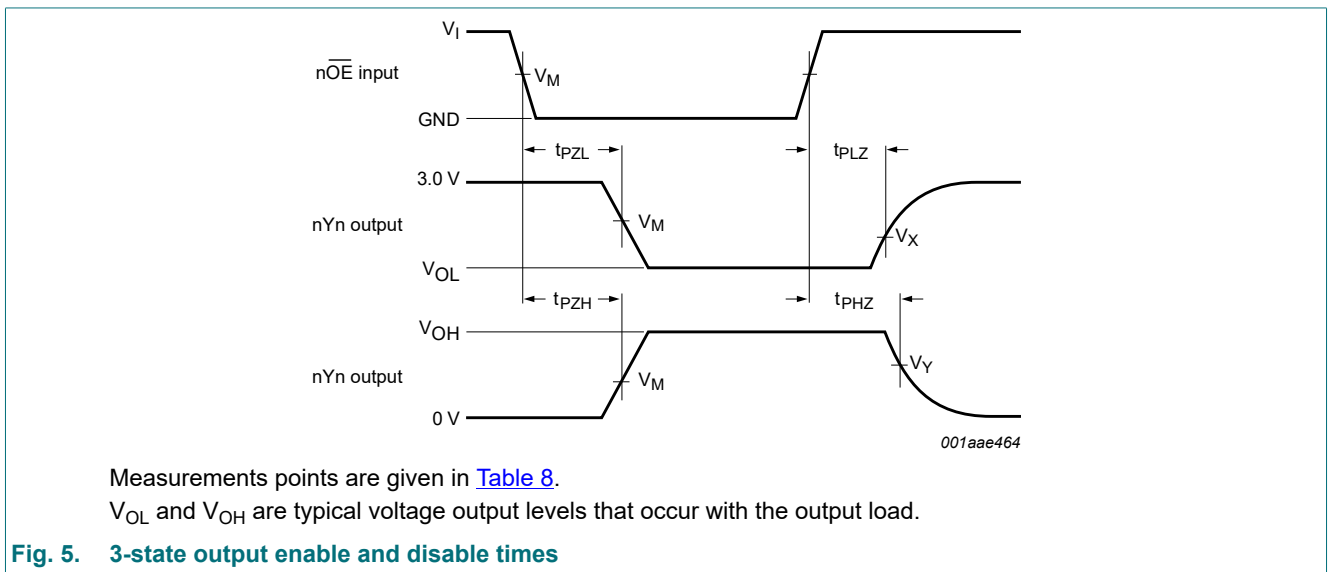 V_I
nO̅E̅ input
V_M
GND
t_PZL
t_PLZ
3.0 V
nYn output
V_M
V_X
V_OL
t_PZH
t_PHZ
V_OH
nYn output
V_Y
V_M
0 V
001aae464
Measurements points are given in Table 8.
V_OL and V_OH are typical voltage output levels that occur with the output load.
Fig. 5. 3-state output enable and disable times